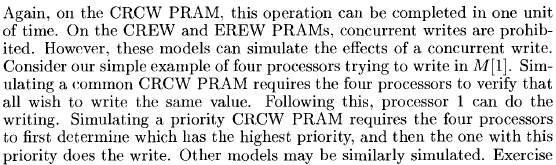 Again, on the CRCW PRAM, this operation can be completed in one unit
of time. On the CREW and EREW PRAMs, concurrent writes are prohib-
ited. However, these models can simulate the effects of a concurrent write.
Consider our simple example of four processors trying to write in M[1]. Sim-
ulating a common CRCW PRAM requires the four processors to verify that
all wish to write the same value. Following this, processor 1 can do the
writing. Simulating a priority CRCW PRAM requires the four processors
to first determine which has the highest priority, and then the one with this
priority does the write. Other models may be similarly simulated. Exercise